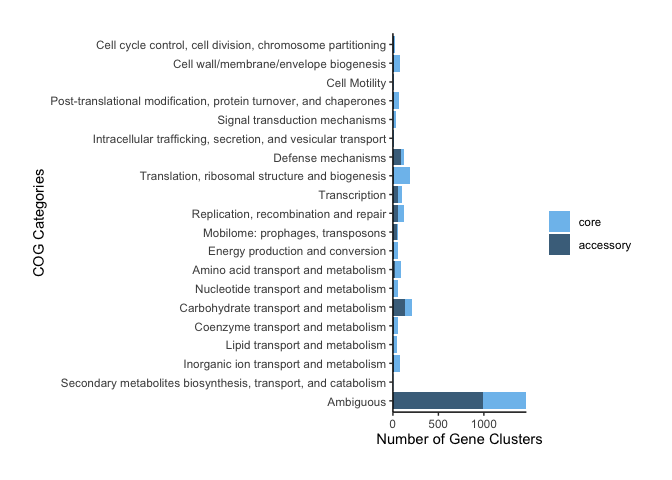 Cell cycle control, cell division, chromosome partitioning
Cell wall/membrane/envelope biogenesis
Cell Motility
Post-translational modification, protein turnover, and chaperones
Signal transduction mechanisms
Intracellular trafficking, secretion, and vesicular transport
Defense mechanisms
Translation, ribosomal structure and biogenesis
Transcription
Replication, recombination and repair
Mobilome: prophages, transposons
Energy production and conversion
Amino acid transport and metabolism
Nucleotide transport and metabolism
Carbohydrate transport and metabolism
Coenzyme transport and metabolism
Lipid transport and metabolism
Inorganic ion transport and metabolism
Secondary metabolites biosynthesis, transport, and catabolism
Ambiguous
COG Categories
0 500 1000
Number of Gene Clusters
core
accessory